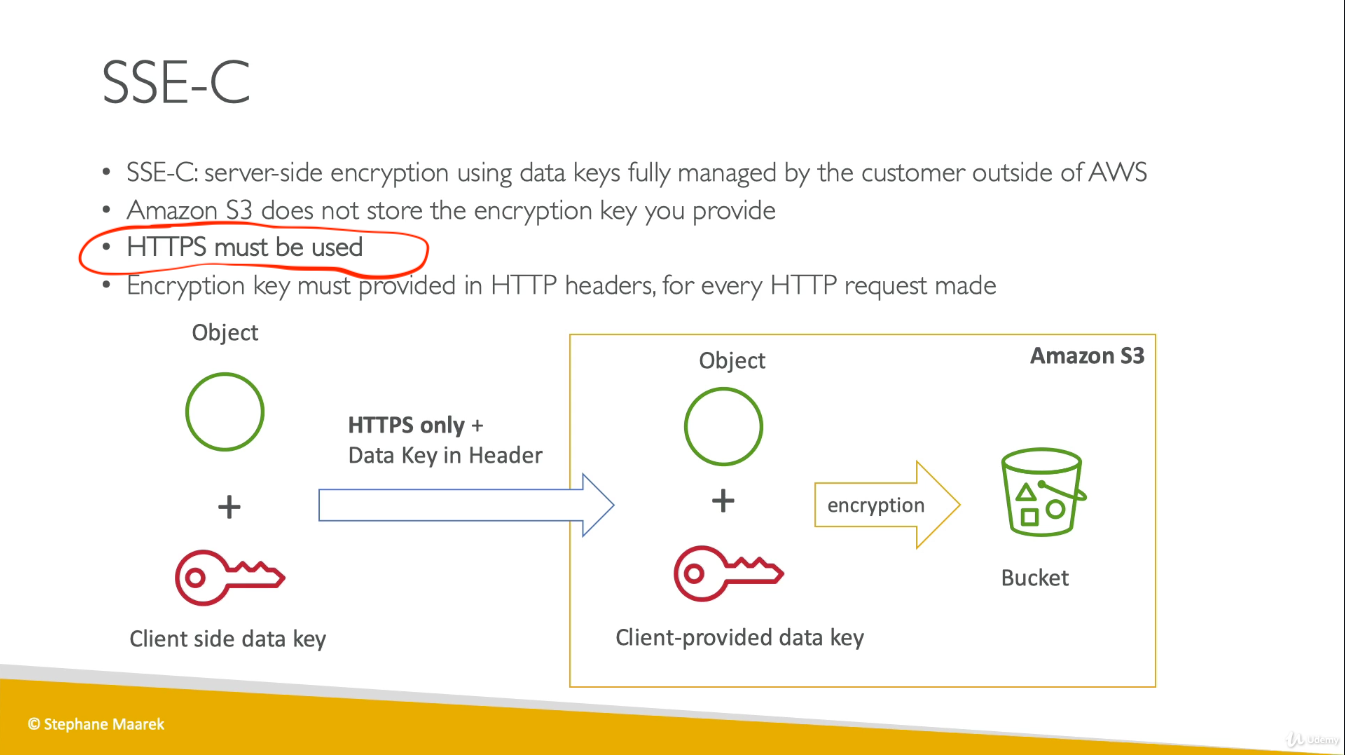 SSE-C
• SSE-C: server-side encryption using data keys fully managed by the customer outside of AWS
• Amazon S3 does not store the encryption key you provide
• HTTPS must be used
• Encryption key must provided in HTTP headers, for every HTTP request made
Object
HTTPS only +
Data Key in Header
+
Client side data key
Amazon S3
Object
+
Client-provided data key
encryption
Bucket
© Stephane Maarek
Udemy